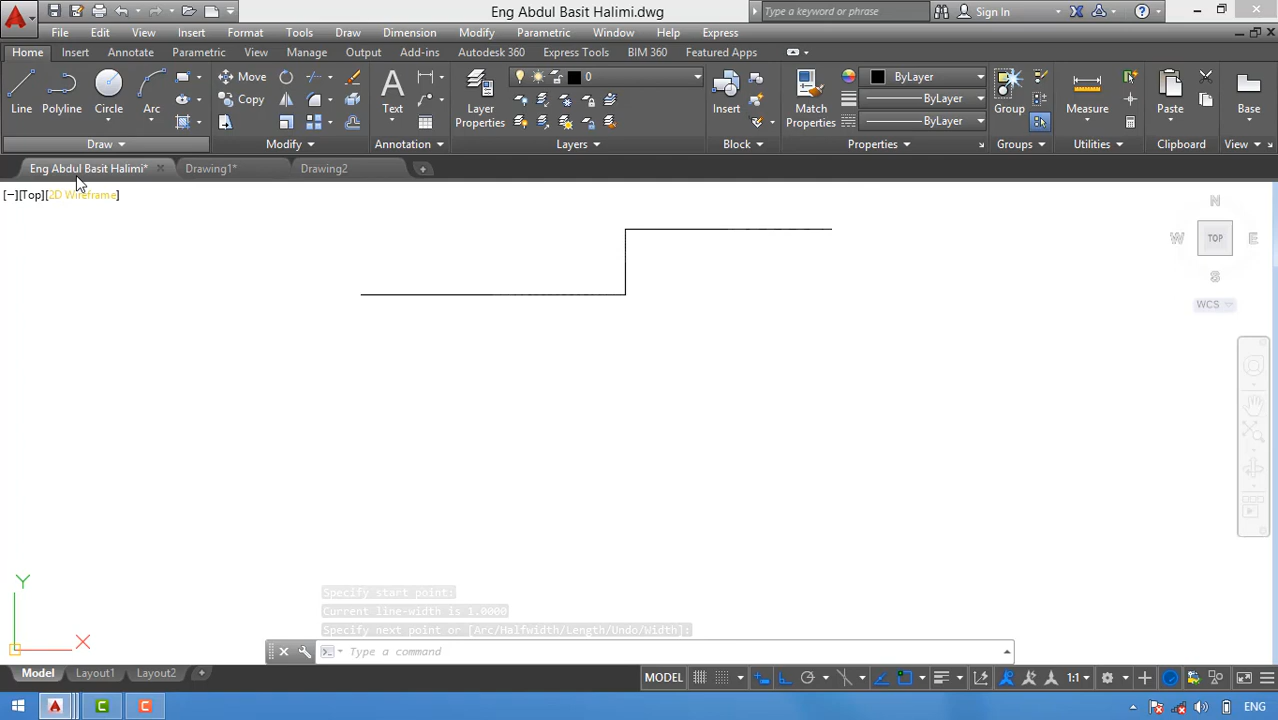 Eng Abdul Basit Halimi.dwg
Type a keyword or phrase
Sign In
File Edit View Insert Format Tools Draw Dimension Modify Parametric Window Help Express
Home Insert Annotate Parametric View Manage Output Add-ins Autodesk 360 Express Tools BIM 360 Featured Apps
Line Polyline Circle Arc
Move
Copy
Text
Layer Properties
0
Insert
Match Properties
ByLayer
ByLayer
ByLayer
Group
Measure
Paste
Base
Draw Modify Annotation Layers Block Properties Groups Utilities Clipboard View
Eng Abdul Basit Halimi* Drawing1* Drawing2
[−][Top][2D Wireframe]
N
W TOP E
S
WCS
Y
X
Specify start point:
Current line-width is 1.0000
Specify next point or [Arc/Halfwidth/Length/Undo/Width]:
Type a command
Model Layout1 Layout2 +
MODEL 1:1
ENG